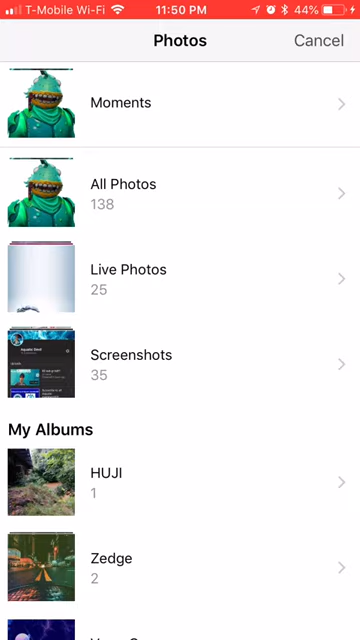 T-Mobile Wi-Fi 11:50 PM 44%
Photos Cancel
Moments
All Photos
138
Live Photos
25
Screenshots
35
My Albums
HUJI
1
Zedge
2